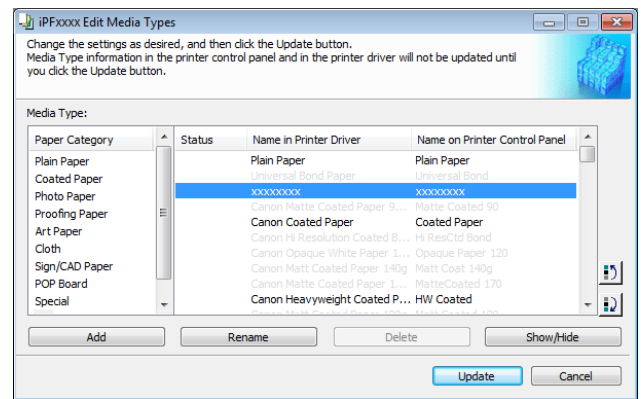 iPFxxxx Edit Media Types
Change the settings as desired, and then click the Update button.
Media Type information in the printer control panel and in the printer driver will not be updated until
you click the Update button.
Media Type:
Paper Category Status Name in Printer Driver Name on Printer Control Panel
Plain Paper Plain Paper Plain Paper
Coated Paper Universal Bond Paper Universal Bond
Photo Paper xxxxxxxx xxxxxxxx
Proofing Paper Canon Matte Coated Paper 9... Matte Coated 90
Art Paper Canon Coated Paper Coated Paper
Cloth Canon Hi Resolution Coated B... Hi ResCtd Bond
Sign/CAD Paper Canon Opaque White Paper 1... Opaque Paper 120
POP Board Canon Matt Coated Paper 140g Matt Coat 140g
Special Canon Matte Coated Paper 1... MatteCoated 170
Canon Heavyweight Coated P... HW Coated
Add Rename Delete Show/Hide
Update Cancel